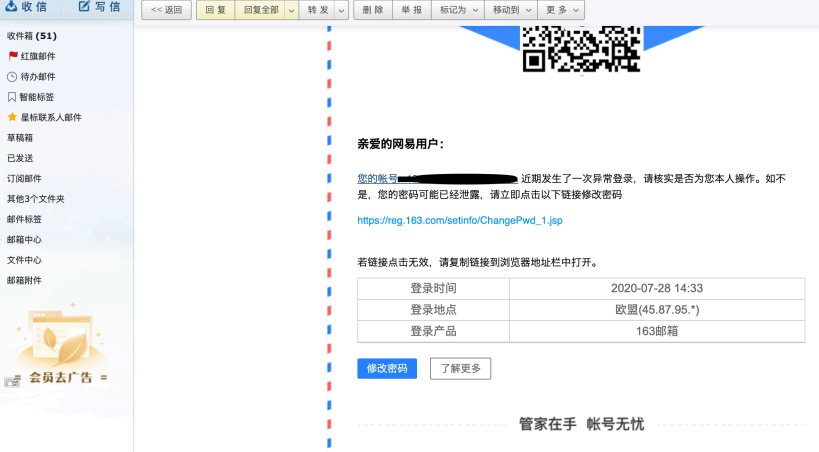 收信 写信
<< 返回 回复 回复全部 转发 删除 举报 标记为 移动到 更多
收件箱 (51)
红旗邮件
待办邮件
智能标签
星标联系人邮件
草稿箱
已发送
订阅邮件
其他3个文件夹
邮件标签
邮箱中心
文件中心
邮箱附件
会员去广告
亲爱的网易用户：
您的帐号 近期发生了一次异常登录，请核实是否为您本人操作。如不
是，您的密码可能已经泄露，请立即点击以下链接修改密码
https://reg.163.com/setinfo/ChangePwd_1.jsp
若链接点击无效，请复制链接到浏览器地址栏中打开。
登录时间 2020-07-28 14:33
登录地点 欧盟(45.87.95.*)
登录产品 163邮箱
修改密码 了解更多
管家在手 帐号无忧